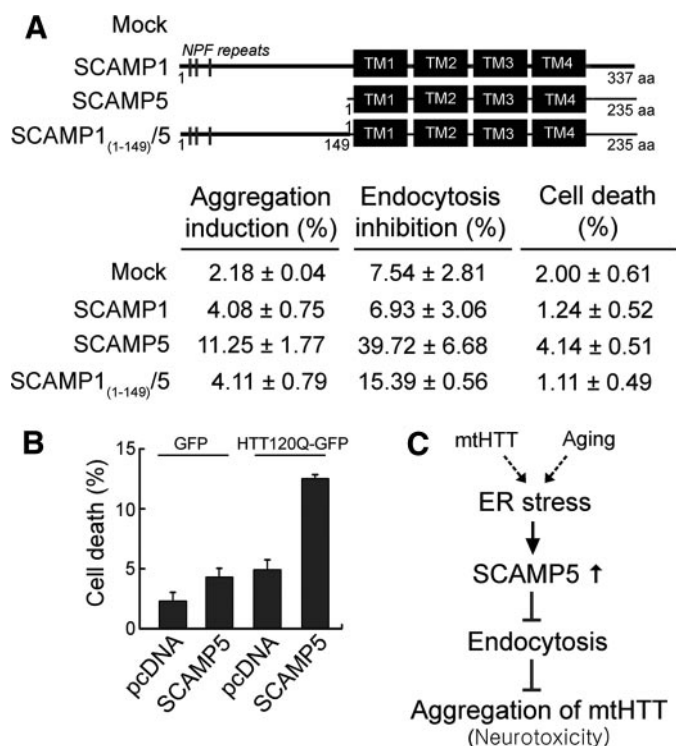 A
Mock
NPF repeats
SCAMP1 TM1 TM2 TM3 TM4
1 337 aa
SCAMP5 TM1 TM2 TM3 TM4
1 235 aa
SCAMP1(1-149)/5 1 TM1 TM2 TM3 TM4
1 149 235 aa
Aggregation induction (%) Endocytosis inhibition (%) Cell death (%)
Mock 2.18 ± 0.04 7.54 ± 2.81 2.00 ± 0.61
SCAMP1 4.08 ± 0.75 6.93 ± 3.06 1.24 ± 0.52
SCAMP5 11.25 ± 1.77 39.72 ± 6.68 4.14 ± 0.51
SCAMP1(1-149)/5 4.11 ± 0.79 15.39 ± 0.56 1.11 ± 0.49
B
GFP HTT120Q-GFP
Cell death (%)
15
10
5
0
pcDNA SCAMP5 pcDNA SCAMP5
C
mtHTT Aging
ER stress
SCAMP5 ↑
Endocytosis
Aggregation of mtHTT
(Neurotoxicity)